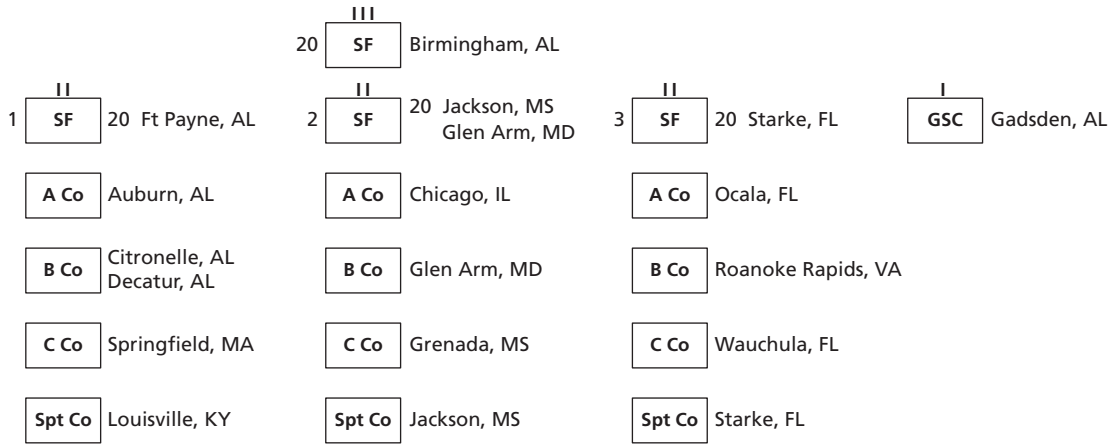 III
20 SF Birmingham, AL
II II II I
1 SF 20 Ft Payne, AL 2 SF 20 Jackson, MS 3 SF 20 Starke, FL GSC Gadsden, AL
Glen Arm, MD
A Co Auburn, AL A Co Chicago, IL A Co Ocala, FL
B Co Citronelle, AL B Co Glen Arm, MD B Co Roanoke Rapids, VA
Decatur, AL
C Co Springfield, MA C Co Grenada, MS C Co Wauchula, FL
Spt Co Louisville, KY Spt Co Jackson, MS Spt Co Starke, FL